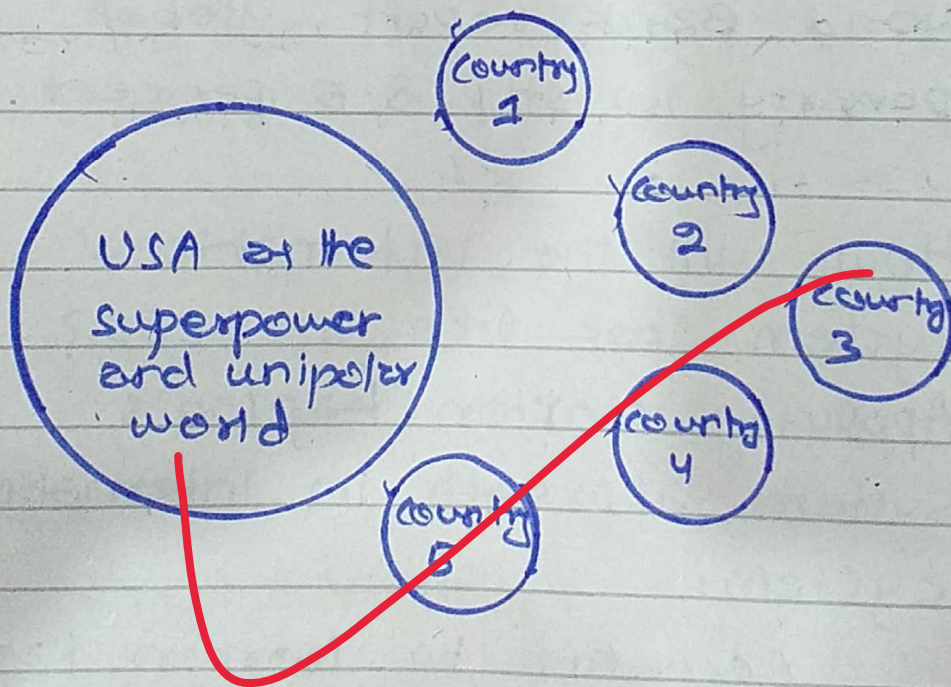 country
1
country
2
USA as the
superpower
and unipolar
world
country
3
country
4
country
5